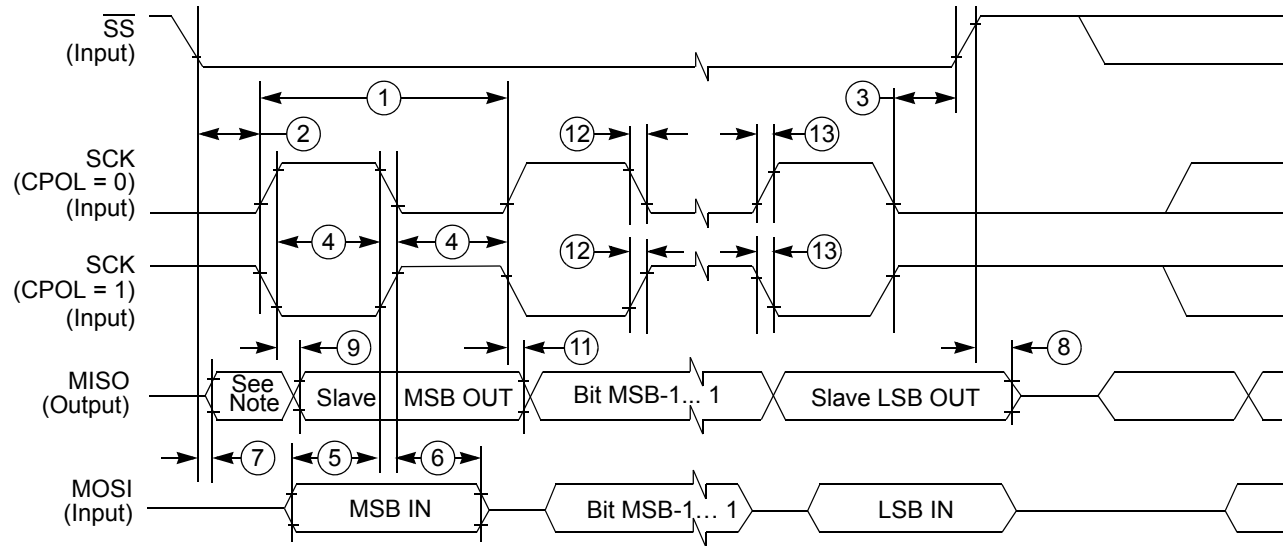 SS
(Input)
1
3
2
12
13
SCK
(CPOL = 0)
(Input)
4
4
12
13
SCK
(CPOL = 1)
(Input)
9
11
8
MISO
(Output)
See
Note
Slave
MSB OUT
Bit MSB-1... 1
Slave LSB OUT
7
5
6
MOSI
(Input)
MSB IN
Bit MSB-1… 1
LSB IN